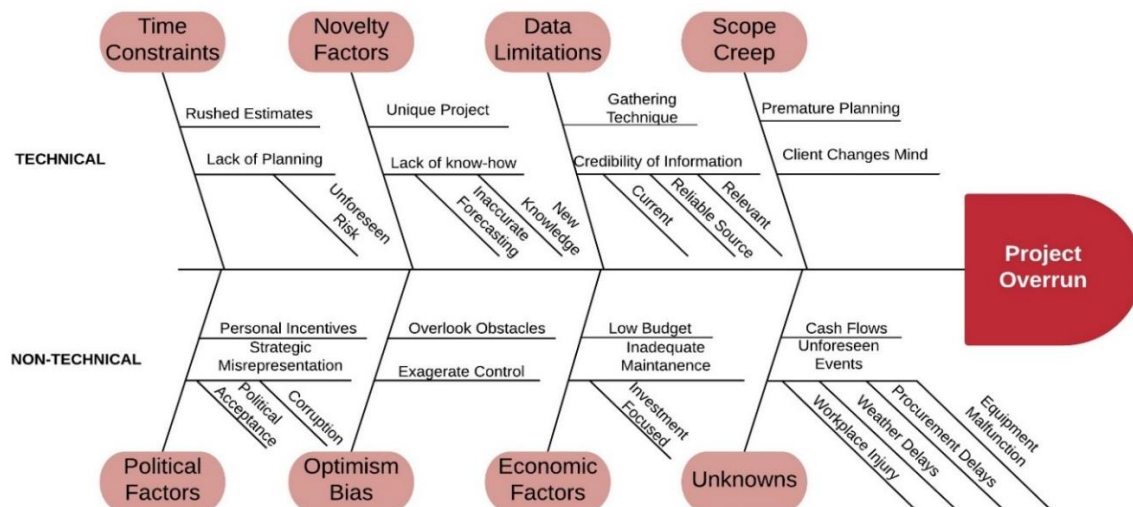 Time
Constraints
Novelty
Factors
Data
Limitations
Scope
Creep
Rushed Estimates
Unique Project
Gathering
Technique
Premature Planning
TECHNICAL
Lack of Planning
Lack of know-how
Credibility of Information
Client Changes Mind
Unforeseen
Risk
Inaccurate
Forecasting
New
Knowledge
Current
Reliable Source
Relevant
Project
Overrun
NON-TECHNICAL
Personal Incentives
Strategic
Misrepresentation
Political
Acceptance
Corruption
Overlook Obstacles
Exagerate Control
Low Budget
Inadequate
Maintanence
Investment
Focused
Cash Flows
Unforeseen
Events
Workplace Injury
Weather Delays
Procurement Delays
Equipment
Malfunction
Political
Factors
Optimism
Bias
Economic
Factors
Unknowns